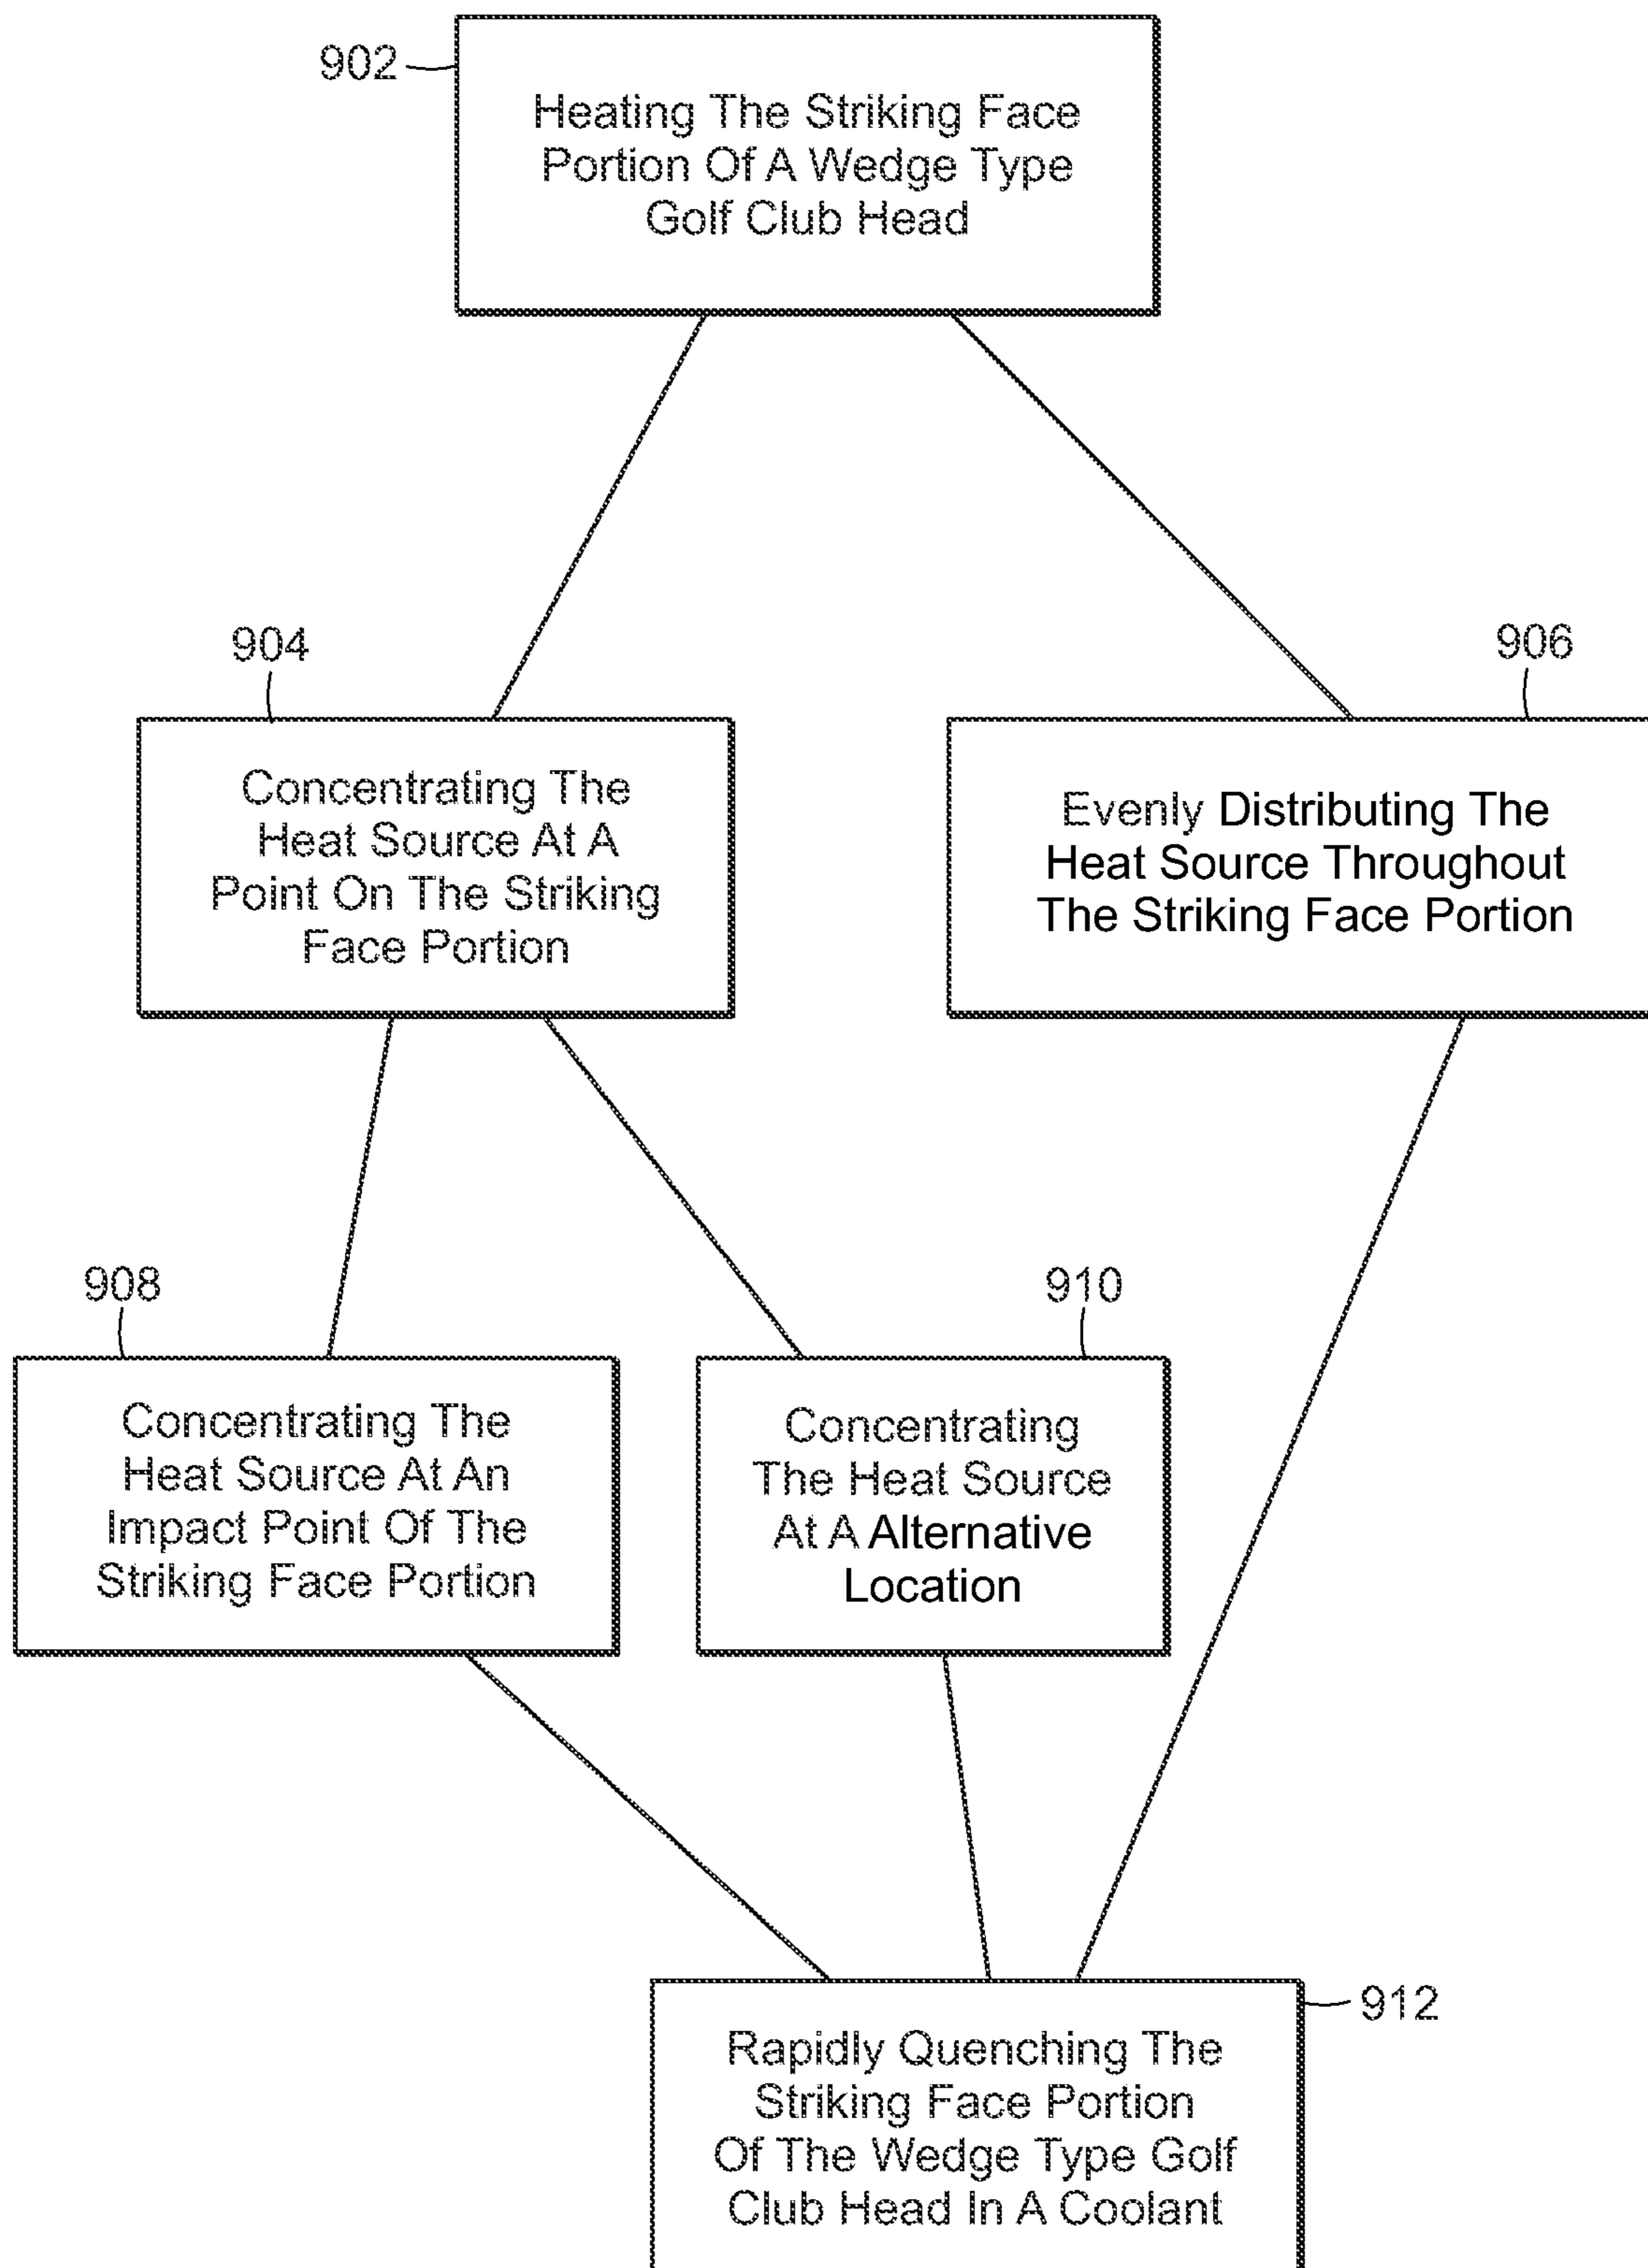 902
Heating The Striking Face
Portion Of A Wedge Type
Golf Club Head
904
906
Concentrating The
Heat Source At A
Point On The Striking
Face Portion
Evenly Distributing The
Heat Source Throughout
The Striking Face Portion
908
910
Concentrating The
Heat Source At An
Impact Point Of The
Striking Face Portion
Concentrating
The Heat Source
At A Alternative
Location
912
Rapidly Quenching The
Striking Face Portion
Of The Wedge Type Golf
Club Head In A Coolant